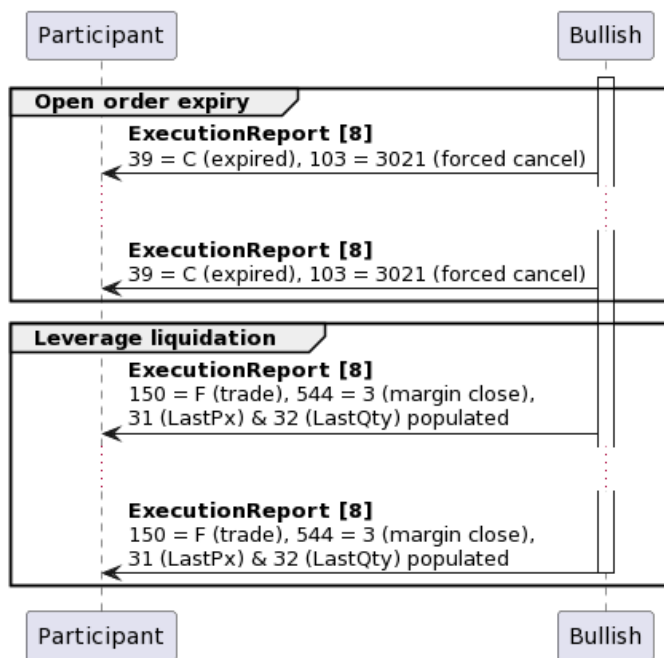 Participant
Bullish
Open order expiry
ExecutionReport [8]
39 = C (expired), 103 = 3021 (forced cancel)
ExecutionReport [8]
39 = C (expired), 103 = 3021 (forced cancel)
Leverage liquidation
ExecutionReport [8]
150 = F (trade), 544 = 3 (margin close),
31 (LastPx) & 32 (LastQty) populated
ExecutionReport [8]
150 = F (trade), 544 = 3 (margin close),
31 (LastPx) & 32 (LastQty) populated
Participant
Bullish